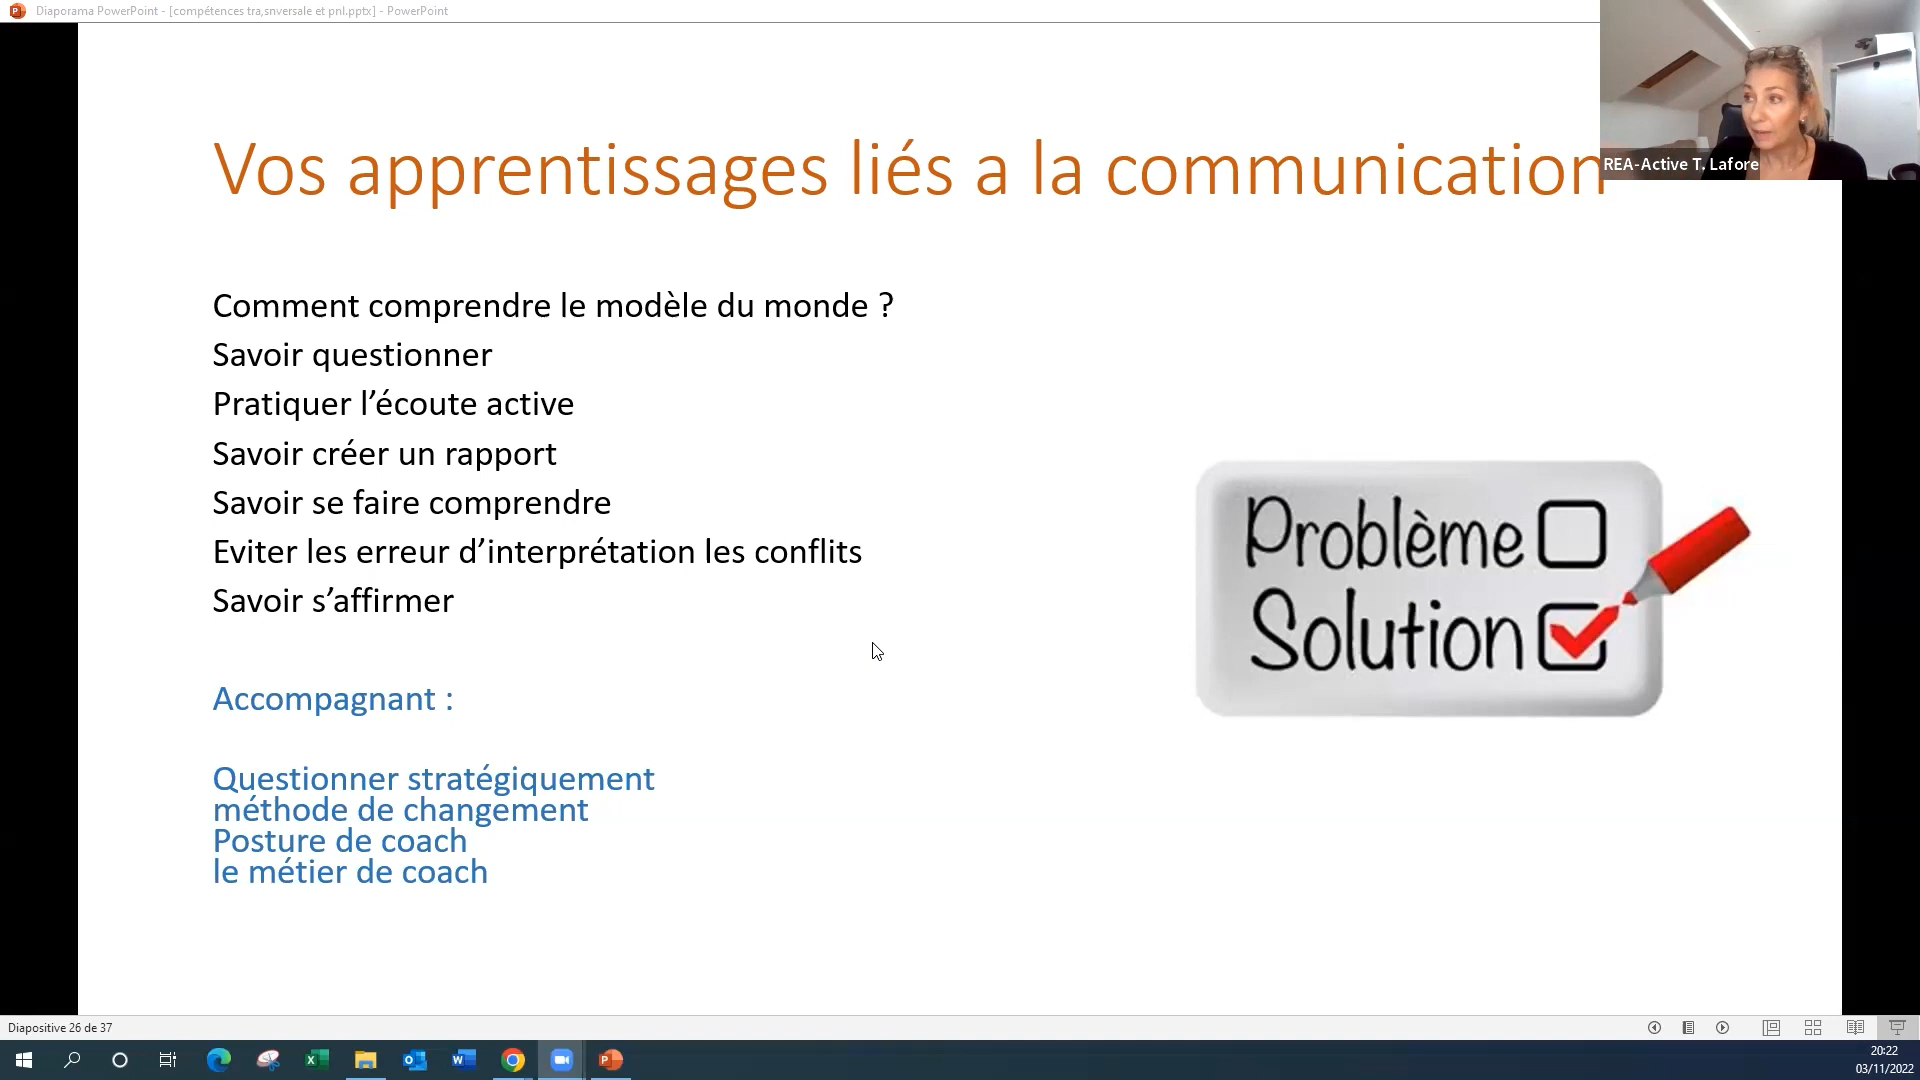 Diaporama PowerPoint - [compétences tra,snversale et pnl.pptx] - PowerPoint
REA-Active T. Lafore
Vos apprentissages liés a la communication
Comment comprendre le modèle du monde ?
Savoir questionner
Pratiquer l’écoute active
Savoir créer un rapport
Savoir se faire comprendre
Eviter les erreur d’interprétation les conflits
Savoir s’affirmer
Problème
Solution
Accompagnant :
Questionner stratégiquement
méthode de changement
Posture de coach
le métier de coach
Diapositive 26 de 37
20:22
03/11/2022